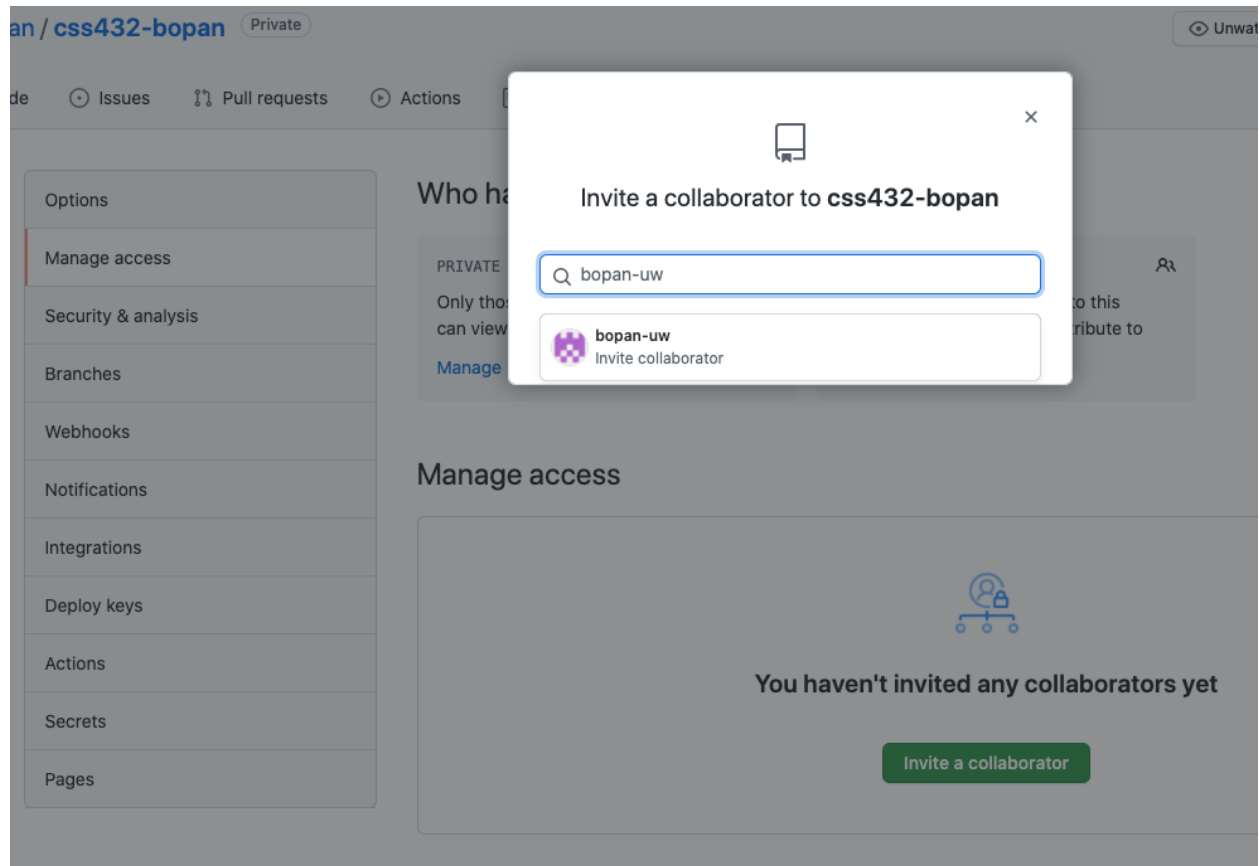 an / css432-bopan Private
Unwat
de Issues Pull requests Actions
Invite a collaborator to css432-bopan
bopan-uw
bopan-uw
Invite collaborator
Options
Manage access
Security & analysis
Branches
Webhooks
Notifications
Integrations
Deploy keys
Actions
Secrets
Pages
Who ha
PRIVATE
Only thos
can view
Manage
to this
ribute to
Manage access
You haven't invited any collaborators yet
Invite a collaborator